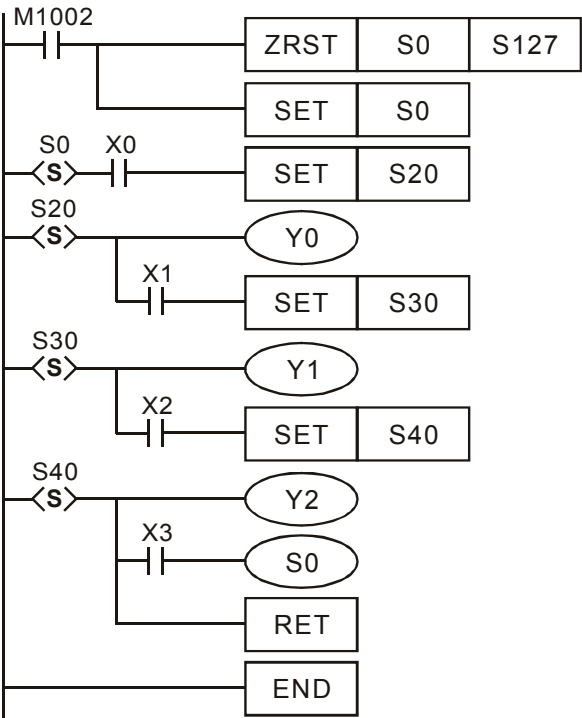 M1002
ZRST S0 S127
SET S0
S0 X0
S SET S20
S20
S Y0
X1
SET S30
S30
S Y1
X2
SET S40
S40
S Y2
X3
S0
RET
END